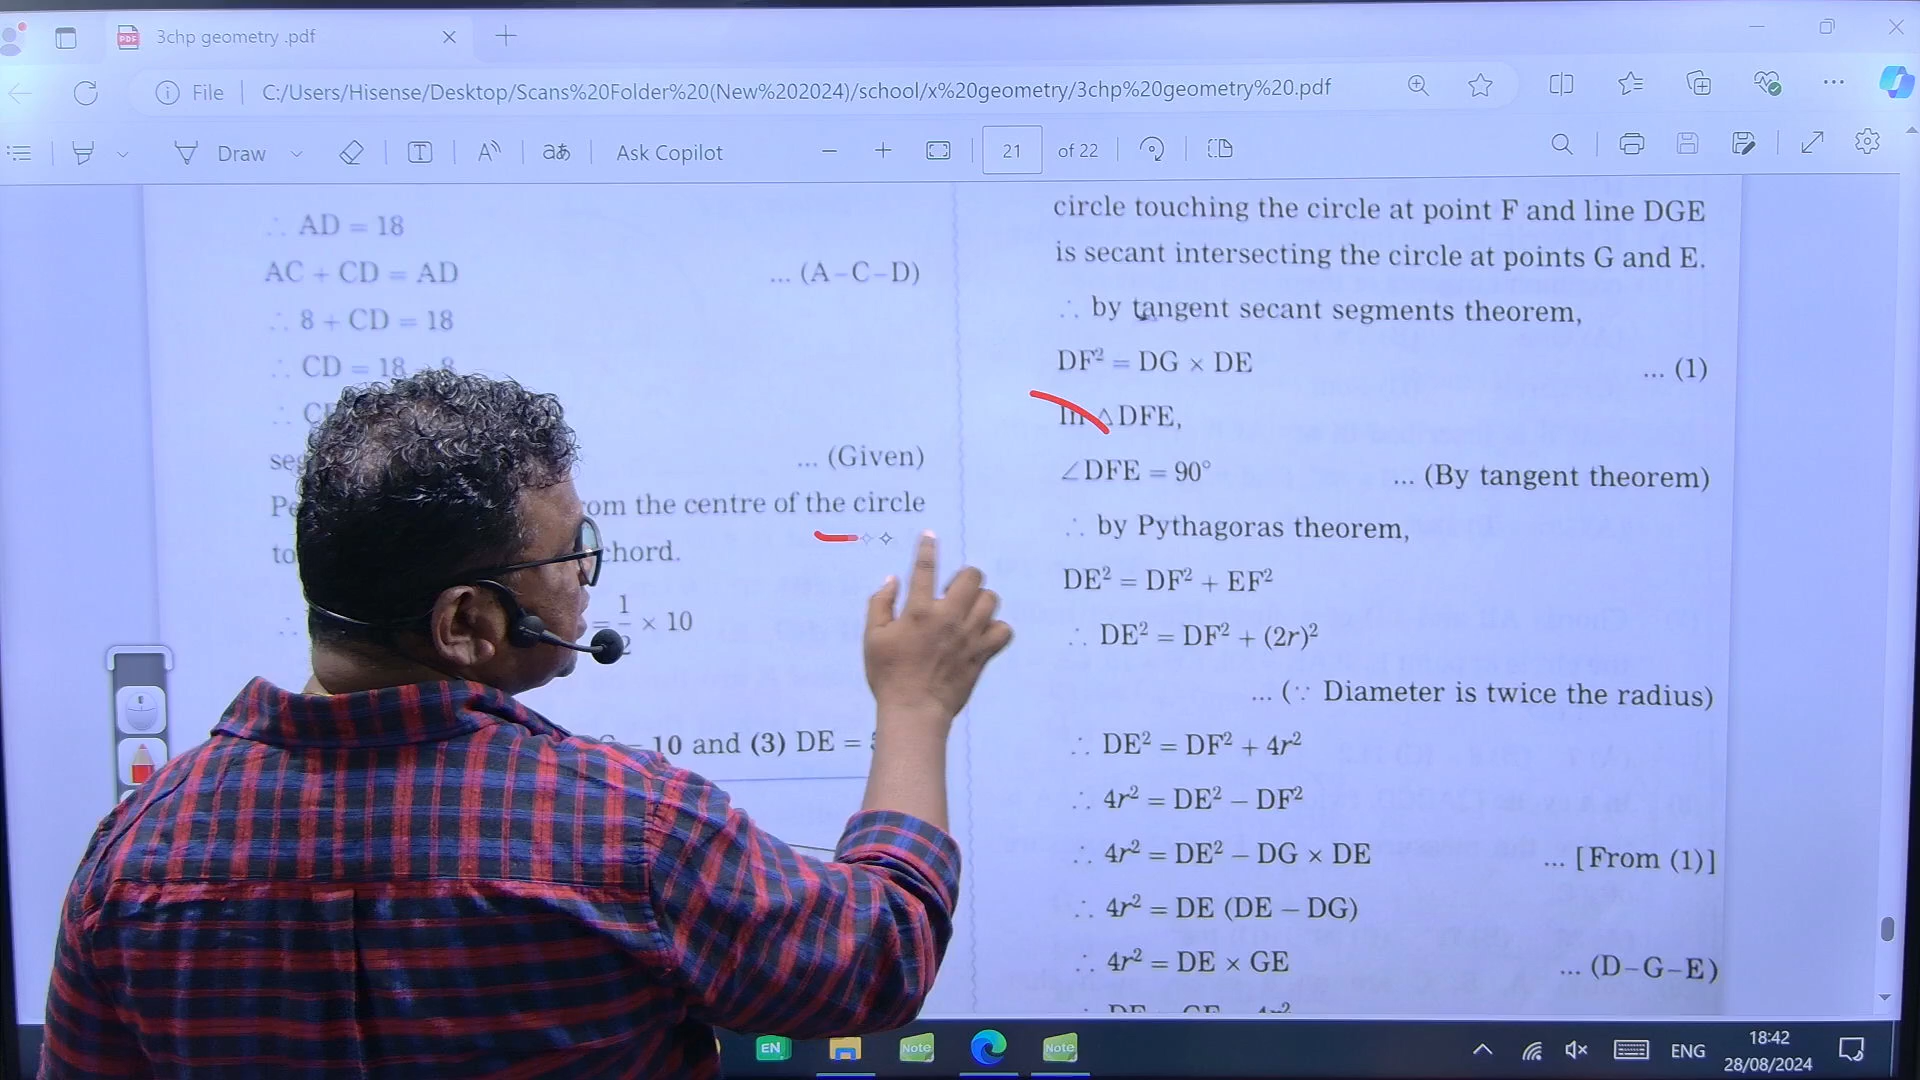 3chp geometry .pdf
File
C:/Users/Hisense/Desktop/Scans%20Folder%20(New%202024)/school/x%20geometry/3chp%20geometry%20.pdf
Draw
Ask Copilot
21
of 22
∴ AD = 18
AC + CD = AD ... (A–C–D)
∴ 8 + CD = 18
∴ CD = 18 8
... (Given)
om the centre of the circle
to chord.
∴ = 1/2 × 10
10 and (3) DE =
circle touching the circle at point F and line DGE
is secant intersecting the circle at points G and E.
∴ by tangent secant segments theorem,
DF² = DG × DE ... (1)
In △DFE,
∠DFE = 90° ... (By tangent theorem)
∴ by Pythagoras theorem,
DE² = DF² + EF²
∴ DE² = DF² + (2r)²
... (∵ Diameter is twice the radius)
∴ DE² = DF² + 4r²
∴ 4r² = DE² – DF²
∴ 4r² = DE² – DG × DE ... [From (1)]
∴ 4r² = DE (DE – DG)
∴ 4r² = DE × GE ... (D–G–E)
EN
Note
Note
ENG
18:42
28/08/2024